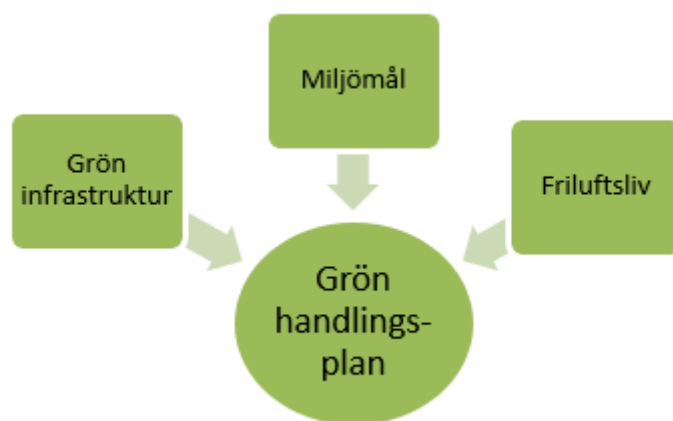 Miljömål
Grön
infrastruktur
Friluftsliv
Grön
handlings-
plan